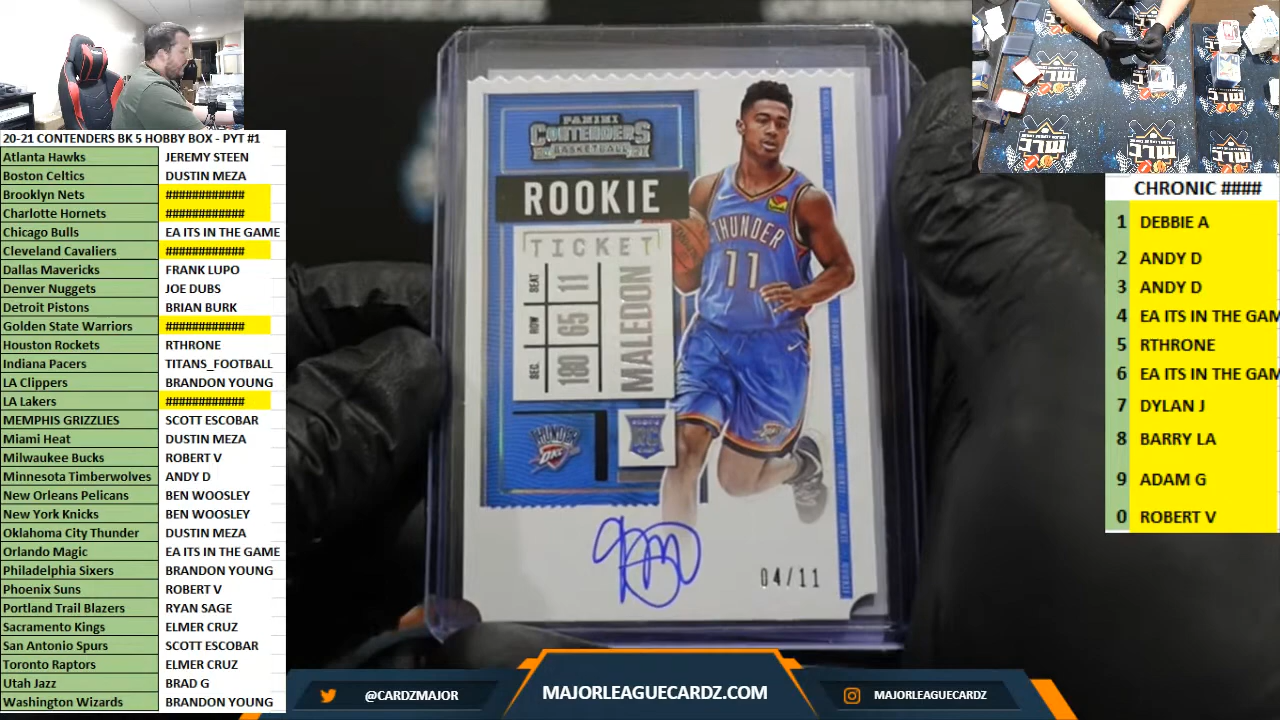 20-21 CONTENDERS BK 5 HOBBY BOX - PYT #1
Atlanta Hawks JEREMY STEEN
Boston Celtics DUSTIN MEZA
Brooklyn Nets ############
Charlotte Hornets ############
Chicago Bulls EA ITS IN THE GAME
Cleveland Cavaliers ############
Dallas Mavericks FRANK LUPO
Denver Nuggets JOE DUBS
Detroit Pistons BRIAN BURK
Golden State Warriors ############
Houston Rockets RTHRONE
Indiana Pacers TITANS_FOOTBALL
LA Clippers BRANDON YOUNG
LA Lakers ############
MEMPHIS GRIZZLIES SCOTT ESCOBAR
Miami Heat DUSTIN MEZA
Milwaukee Bucks ROBERT V
Minnesota Timberwolves ANDY D
New Orleans Pelicans BEN WOOSLEY
New York Knicks BEN WOOSLEY
Oklahoma City Thunder DUSTIN MEZA
Orlando Magic EA ITS IN THE GAME
Philadelphia Sixers BRANDON YOUNG
Phoenix Suns ROBERT V
Portland Trail Blazers RYAN SAGE
Sacramento Kings ELMER CRUZ
San Antonio Spurs SCOTT ESCOBAR
Toronto Raptors ELMER CRUZ
Utah Jazz BRAD G
Washington Wizards BRANDON YOUNG
PANINI
CONTENDERS
BASKETBALL
ROOKIE
TICKET
SEAT 11
ROW 65
SEC. 180
MALEDON
THUNDER
11
THUNDER
OKC
RC
04/11
CHRONIC ####
1 DEBBIE A
2 ANDY D
3 ANDY D
4 EA ITS IN THE GAM
5 RTHRONE
6 EA ITS IN THE GAM
7 DYLAN J
8 BARRY LA
9 ADAM G
0 ROBERT V
@CARDZMAJOR
MAJORLEAGUECARDZ.COM
MAJORLEAGUECARDZ